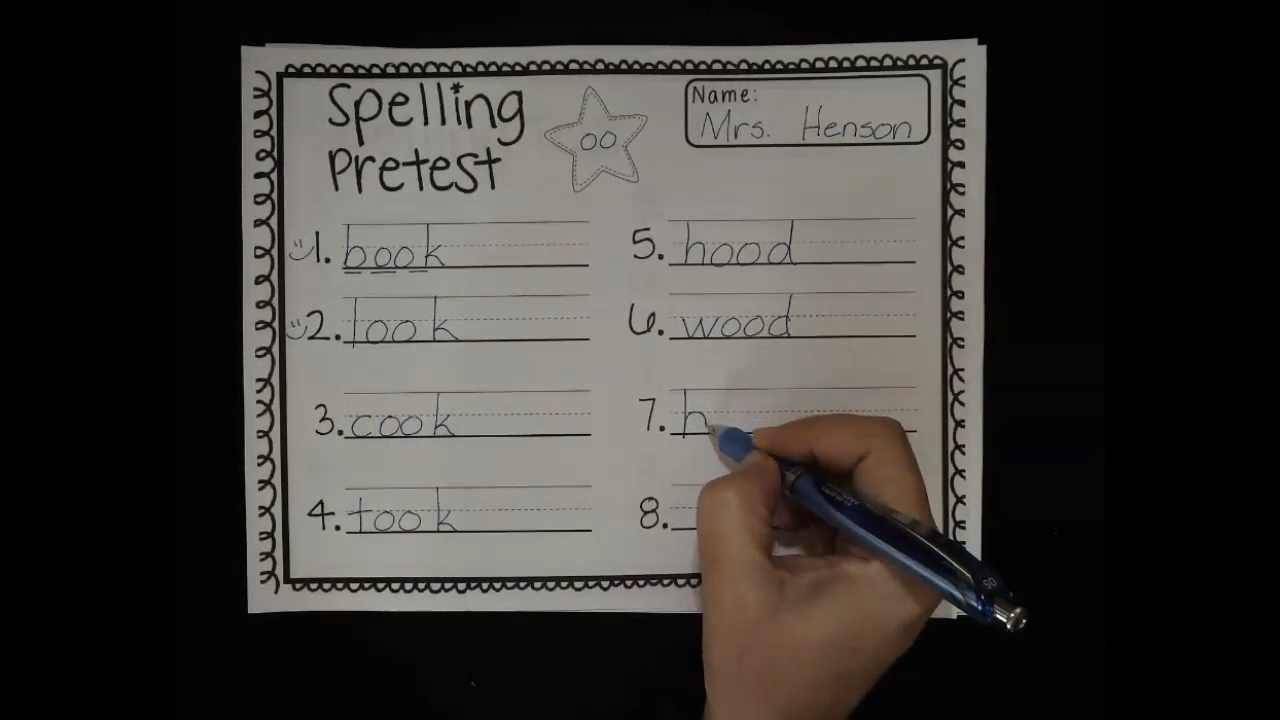 Spelling
Pretest
oo
Name:
Mrs. Henson
1. book
2. look
3. cook
4. took
5. hood
6. wood
7. h
8.